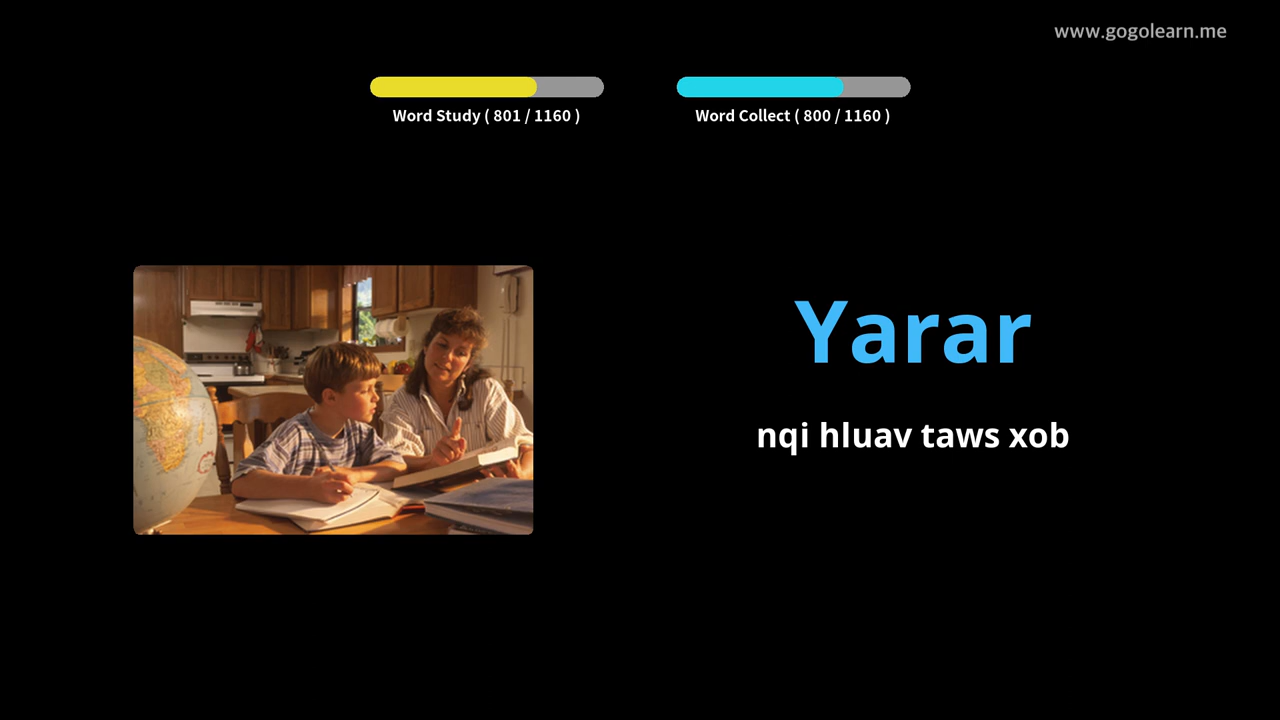 www.gogolearn.me
Word Study ( 801 / 1160 )
Word Collect ( 800 / 1160 )
Yarar
nqi hluav taws xob